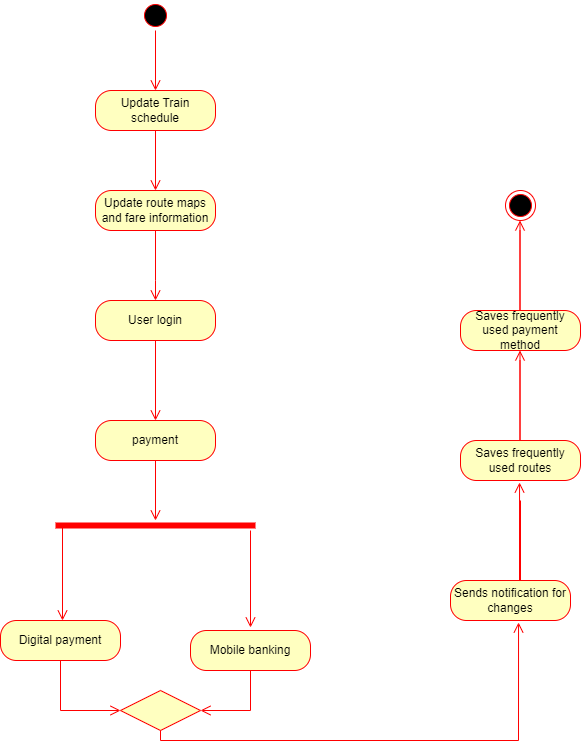 Update Train
schedule
Update route maps
and fare information
User login
payment
Digital payment
Mobile banking
Sends notification for
changes
Saves frequently
used routes
Saves frequently
used payment
method